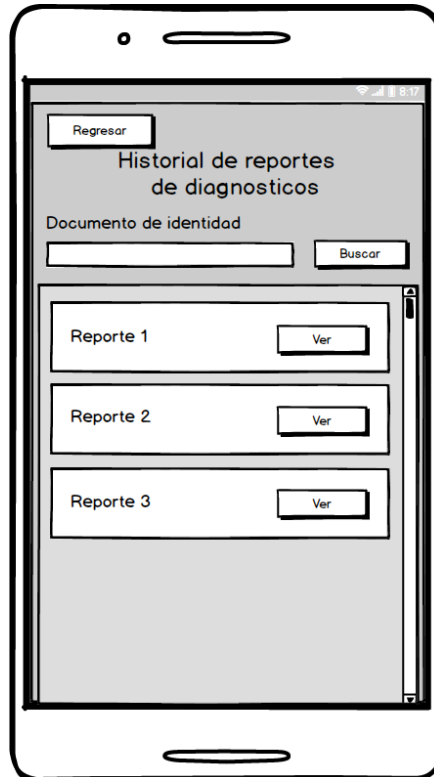 8:17
Regresar
Historial de reportes
de diagnosticos
Documento de identidad
Buscar
Reporte 1
Ver
Reporte 2
Ver
Reporte 3
Ver